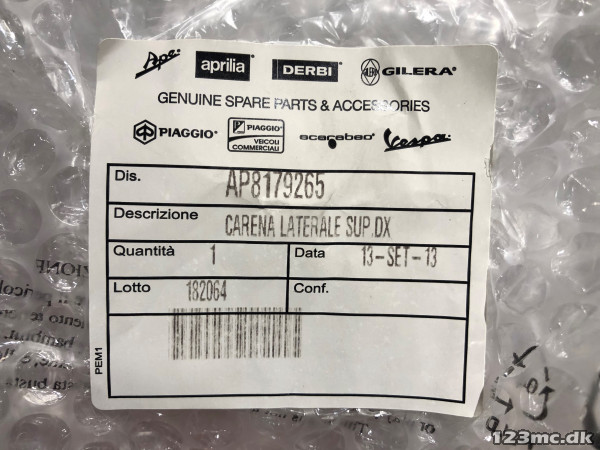 Ape
aprilia
DERBI
GILERA
GENUINE SPARE PARTS & ACCESSORIES
PIAGGIO
PIAGGIO
VEICOLI
COMMERCIALI
scarabeo
Vespa
Dis. AP8179265
Descrizione CARENA LATERALE SUP.DX
Quantità 1 Data 13-SET-13
Lotto 182064 Conf.
PEM1
123mc.dk